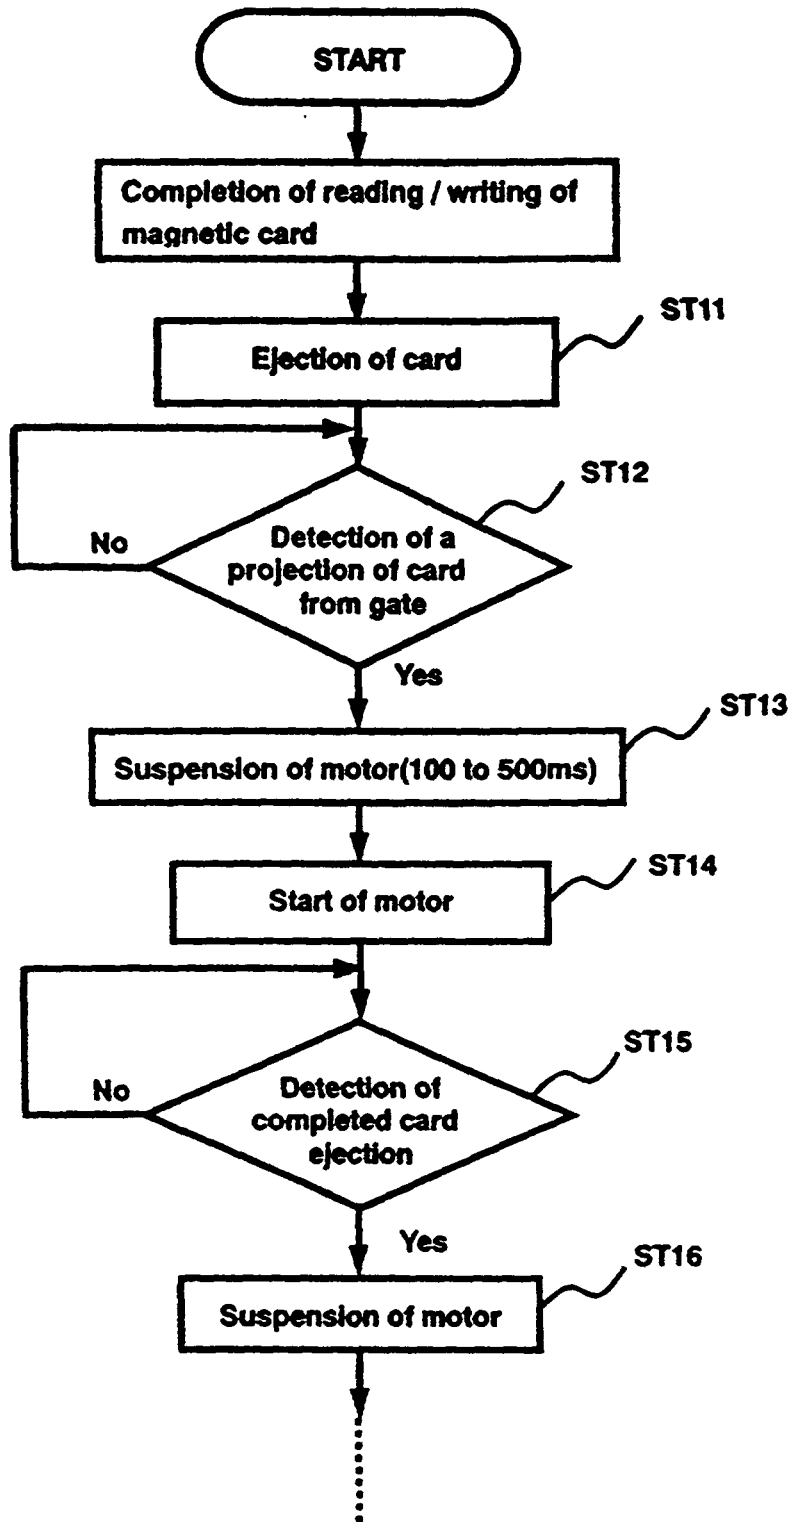 START
Completion of reading / writing of
magnetic card
ST11
Ejection of card
ST12
No
Detection of a
projection of card
from gate
Yes
ST13
Suspension of motor(100 to 500ms)
ST14
Start of motor
ST15
No
Detection of
completed card
ejection
Yes
ST16
Suspension of motor